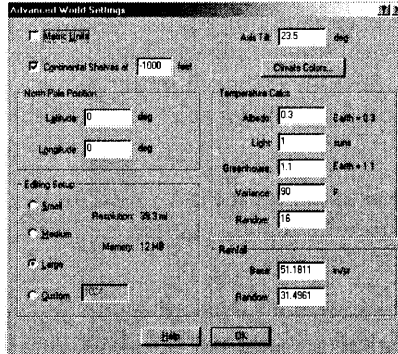 Advanced World Settings
Metric Units
Continental Shelves at -1000 feet
North Pole Position
Latitude: 0 deg
Longitude: 0 deg
Editing Setup
Small
Medium
Large
Custom
Resolution: 39.3 mi
Memory: 12 MB
Axis Tilt: 23.5 deg
Climate Colors...
Temperature Calcs
Albedo: 0.3 Earth = 0.3
Light: 1 suns
Greenhouse: 1.1 Earth = 1.1
Variance: 90 F
Random: 16
Rainfall
Base: 51.1811 in/yr
Random: 31.4961
Help
OK